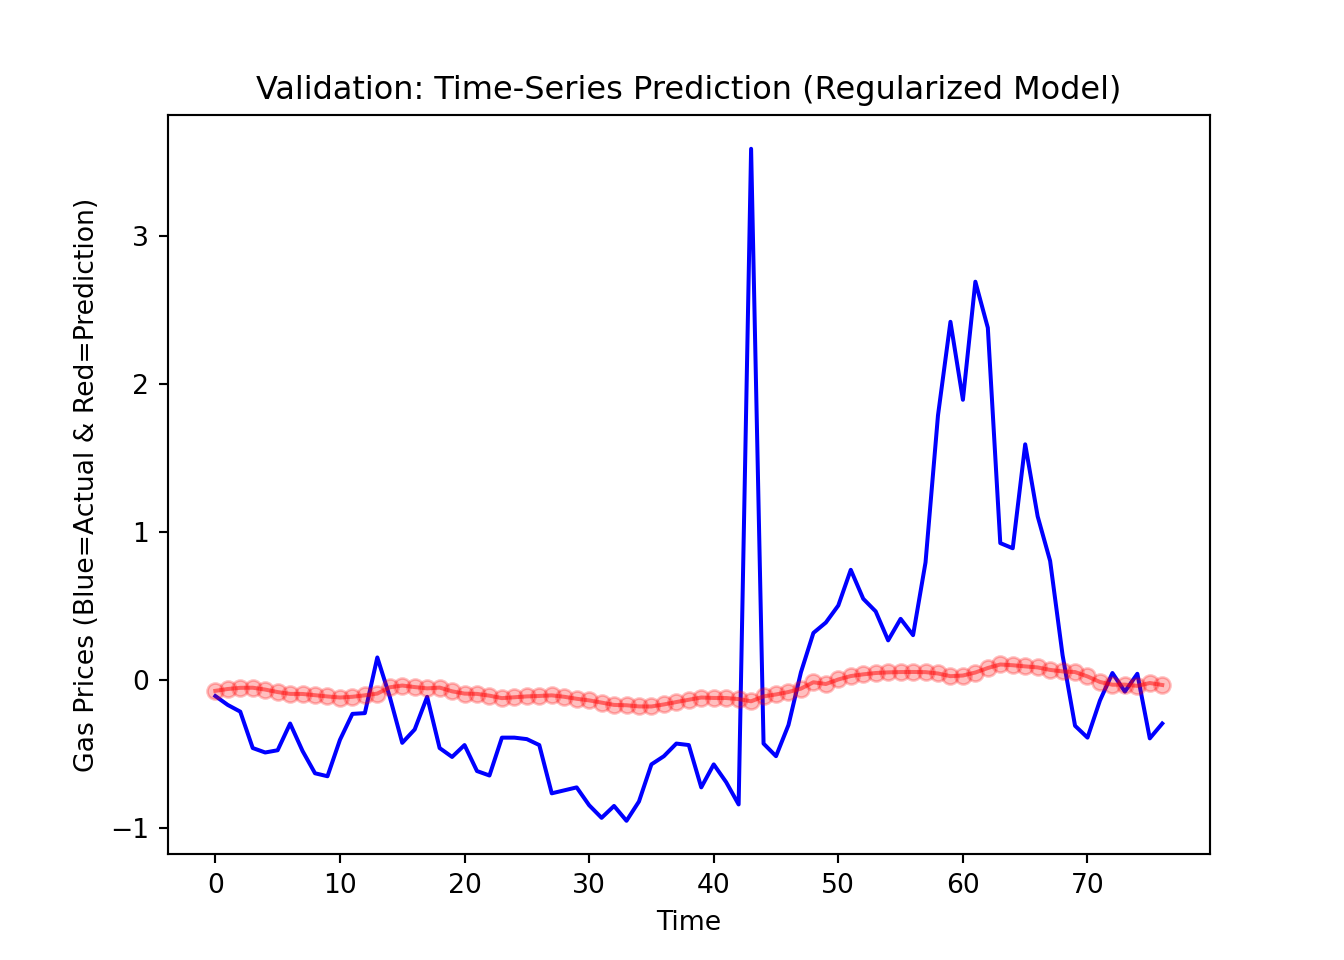 Validation: Time-Series Prediction (Regularized Model)
Gas Prices (Blue=Actual & Red=Prediction)
3
2
1
0
−1
0 10 20 30 40 50 60 70
Time